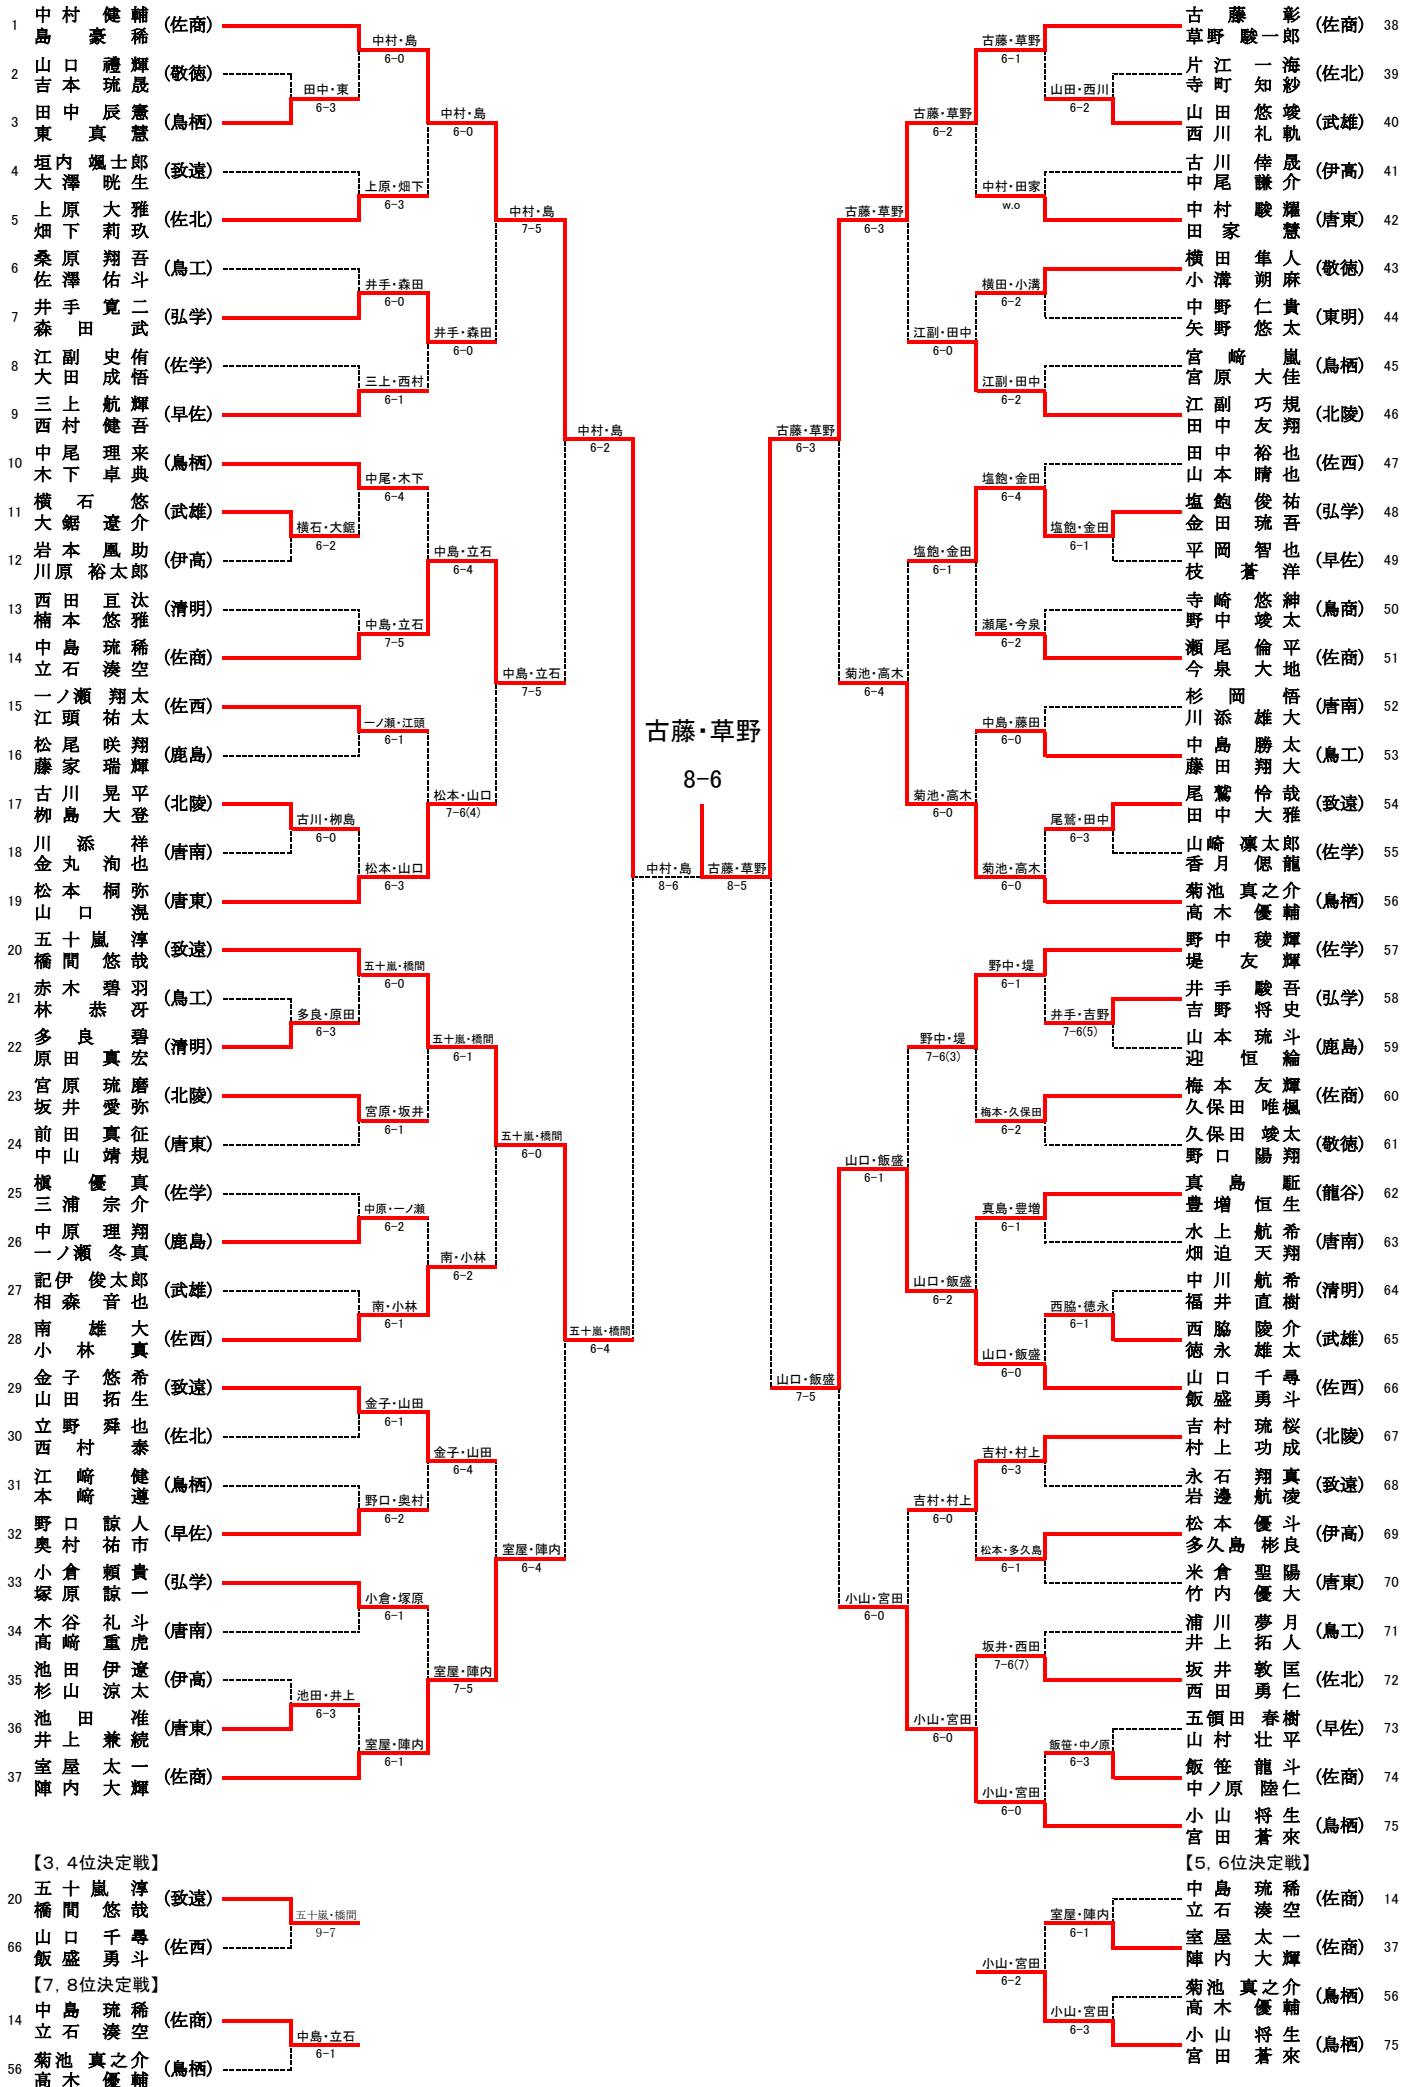 1 中村 健輔 (佐商)
島 豪稀
2 山口 禮輝 (敬徳)
吉本 琉晟
3 田中 辰憲 (鳥栖)
東 真慧
4 垣内 颯士郎 (致遠)
大澤 晄生
5 上原 大雅 (佐北)
畑下 莉玖
6 桑原 翔吾 (鳥工)
佐澤 佑斗
7 井手 寛二 (弘学)
森田 武
8 江副 史侑 (佐学)
大田 成悟
9 三上 航輝 (早佐)
西村 健吾
10 中尾 理来 (鳥栖)
木下 卓典
11 横石 悠 (武雄)
大鋸 遼介
12 岩本 凰助 (伊高)
川原 裕太郎
13 西田 亘汰 (清明)
楠本 悠雅
14 中島 琉稀 (佐商)
立石 湊空
15 一ノ瀬 翔太 (佐西)
江頭 祐太
16 松尾 咲翔 (鹿島)
藤家 瑞輝
17 古川 晃平 (北陵)
栁島 大登
18 川添 祥 (唐南)
金丸 洵也
19 松本 桐弥 (唐東)
山口 滉
20 五十嵐 淳 (致遠)
橋間 悠哉
21 赤木 碧羽 (鳥工)
林 恭冴
22 多良 碧 (清明)
原田 真宏
23 宮原 琉磨 (北陵)
坂井 愛弥
24 前田 真征 (唐東)
中山 靖規
25 槇 優真 (佐学)
三浦 宗介
26 中原 理翔 (鹿島)
一ノ瀬 冬真
27 記伊 俊太郎 (武雄)
相森 音也
28 南 雄大 (佐西)
小林 真
29 金子 悠希 (致遠)
山田 拓生
30 立野 舜也 (佐北)
西村 泰
31 江﨑 健 (鳥栖)
本﨑 遵
32 野口 諒人 (早佐)
奥村 祐市
33 小倉 頼貴 (弘学)
塚原 諒一
34 木谷 礼斗 (唐南)
高﨑 重虎
35 池田 伊遼 (伊高)
杉山 涼太
36 池田 准 (唐東)
井上 兼続
37 室屋 太一 (佐商)
陣内 大輝
田中・東
6-3
横石・大鋸
6-2
古川・栁島
6-0
多良・原田
6-3
池田・井上
6-3
中村・島
6-0
上原・畑下
6-3
井手・森田
6-0
三上・西村
6-1
中尾・木下
6-4
中島・立石
7-5
一ノ瀬・江頭
6-1
松本・山口
6-3
五十嵐・橋間
6-0
宮原・坂井
6-1
中原・一ノ瀬
6-2
南・小林
6-1
金子・山田
6-1
野口・奥村
6-2
小倉・塚原
6-1
室屋・陣内
6-1
中村・島
6-0
井手・森田
6-0
中島・立石
6-4
松本・山口
7-6(4)
五十嵐・橋間
6-1
南・小林
6-2
金子・山田
6-4
室屋・陣内
7-5
中村・島
7-5
中島・立石
7-5
五十嵐・橋間
6-0
室屋・陣内
6-4
中村・島
6-2
五十嵐・橋間
6-4
中村・島
8-6
古藤・草野
8-6
古藤・草野
8-5
古藤・草野
6-3
山口・飯盛
7-5
古藤・草野
6-3
菊池・高木
6-4
山口・飯盛
6-1
小山・宮田
6-0
古藤・草野
6-2
江副・田中
6-0
塩飽・金田
6-1
菊池・高木
6-0
野中・堤
7-6(3)
山口・飯盛
6-2
吉村・村上
6-0
小山・宮田
6-0
古藤・草野
6-1
中村・田家
w.o
横田・小溝
6-2
江副・田中
6-2
塩飽・金田
6-4
瀬尾・今泉
6-2
中島・藤田
6-0
菊池・高木
6-0
野中・堤
6-1
梅本・久保田
6-2
真島・豊増
6-1
山口・飯盛
6-0
吉村・村上
6-3
松本・多久島
6-1
坂井・西田
7-6(7)
小山・宮田
6-0
山田・西川
6-2
塩飽・金田
6-1
尾鷲・田中
6-3
井手・吉野
7-6(5)
西脇・徳永
6-1
飯笹・中ノ原
6-3
古藤 彰 (佐商) 38
草野 駿一郎
片江 一海 (佐北) 39
寺町 知紗
山田 悠竣 (武雄) 40
西川 礼軌
古川 倖晟 (伊高) 41
中尾 謙介
中村 駿耀 (唐東) 42
田家 慧
横田 隼人 (敬徳) 43
小溝 朔麻
中野 仁貴 (東明) 44
矢野 悠太
宮﨑 嵐 (鳥栖) 45
宮原 大佳
江副 巧規 (北陵) 46
田中 友翔
田中 裕也 (佐西) 47
山本 晴也
塩飽 俊祐 (弘学) 48
金田 琉吾
平岡 智也 (早佐) 49
枝 蒼洋
寺崎 悠紳 (鳥商) 50
野中 竣太
瀬尾 倫平 (佐商) 51
今泉 大地
杉岡 悟 (唐南) 52
川添 雄大
中島 勝太 (鳥工) 53
藤田 翔大
尾鷲 怜哉 (致遠) 54
田中 大雅
山崎 凛太郎 (佐学) 55
香月 偲龍
菊池 真之介 (鳥栖) 56
高木 優輔
野中 稜輝 (佐学) 57
堤 友輝
井手 駿吾 (弘学) 58
吉野 将史
山本 琉斗 (鹿島) 59
迎 恒綸
梅本 友輝 (佐商) 60
久保田 唯楓
久保田 竣太 (敬徳) 61
野口 陽翔
真島 駈 (龍谷) 62
豊増 恒生
水上 航希 (唐南) 63
畑迫 天翔
中川 航希 (清明) 64
福井 直樹
西脇 陵介 (武雄) 65
徳永 雄太
山口 千尋 (佐西) 66
飯盛 勇斗
吉村 琉桜 (北陵) 67
村上 功成
永石 翔真 (致遠) 68
岩邊 航凌
松本 優斗 (伊高) 69
多久島 彬良
米倉 聖陽 (唐東) 70
竹内 優大
浦川 夢月 (鳥工) 71
井上 拓人
坂井 敦匡 (佐北) 72
西田 勇仁
五領田 春樹 (早佐) 73
山村 壮平
飯笹 龍斗 (佐商) 74
中ノ原 陸仁
小山 将生 (鳥栖) 75
宮田 蒼來
【3, 4位決定戦】
20 五十嵐 淳 (致遠)
橋間 悠哉
五十嵐・橋間
9-7
66 山口 千尋 (佐西)
飯盛 勇斗
【7, 8位決定戦】
14 中島 琉稀 (佐商)
立石 湊空
中島・立石
6-1
56 菊池 真之介 (鳥栖)
高木 優輔
【5, 6位決定戦】
中島 琉稀 (佐商) 14
立石 湊空
室屋・陣内
6-1
室屋 太一 (佐商) 37
陣内 大輝
小山・宮田
6-2
菊池 真之介 (鳥栖) 56
高木 優輔
小山・宮田
6-3
小山 将生 (鳥栖) 75
宮田 蒼來